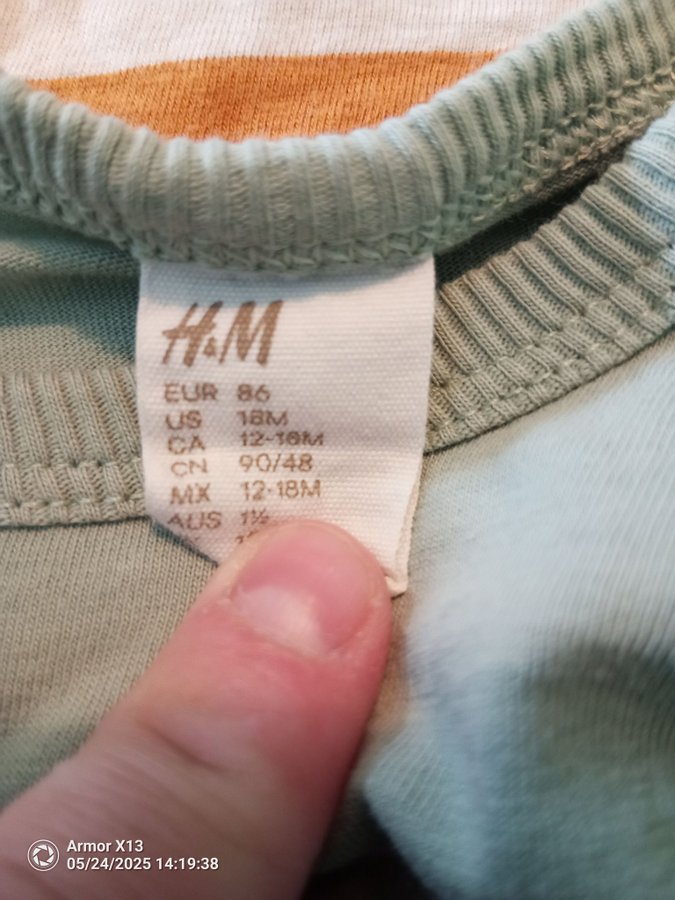 H&M
EUR 86
US 18M
CA 12-18M
CN 90/48
MX 12-18M
AUS 1½
Armor X13
05/24/2025 14:19:38